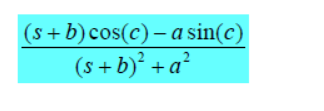 (s + b) cos(c) – a sin(c)
(s + b)² + a²